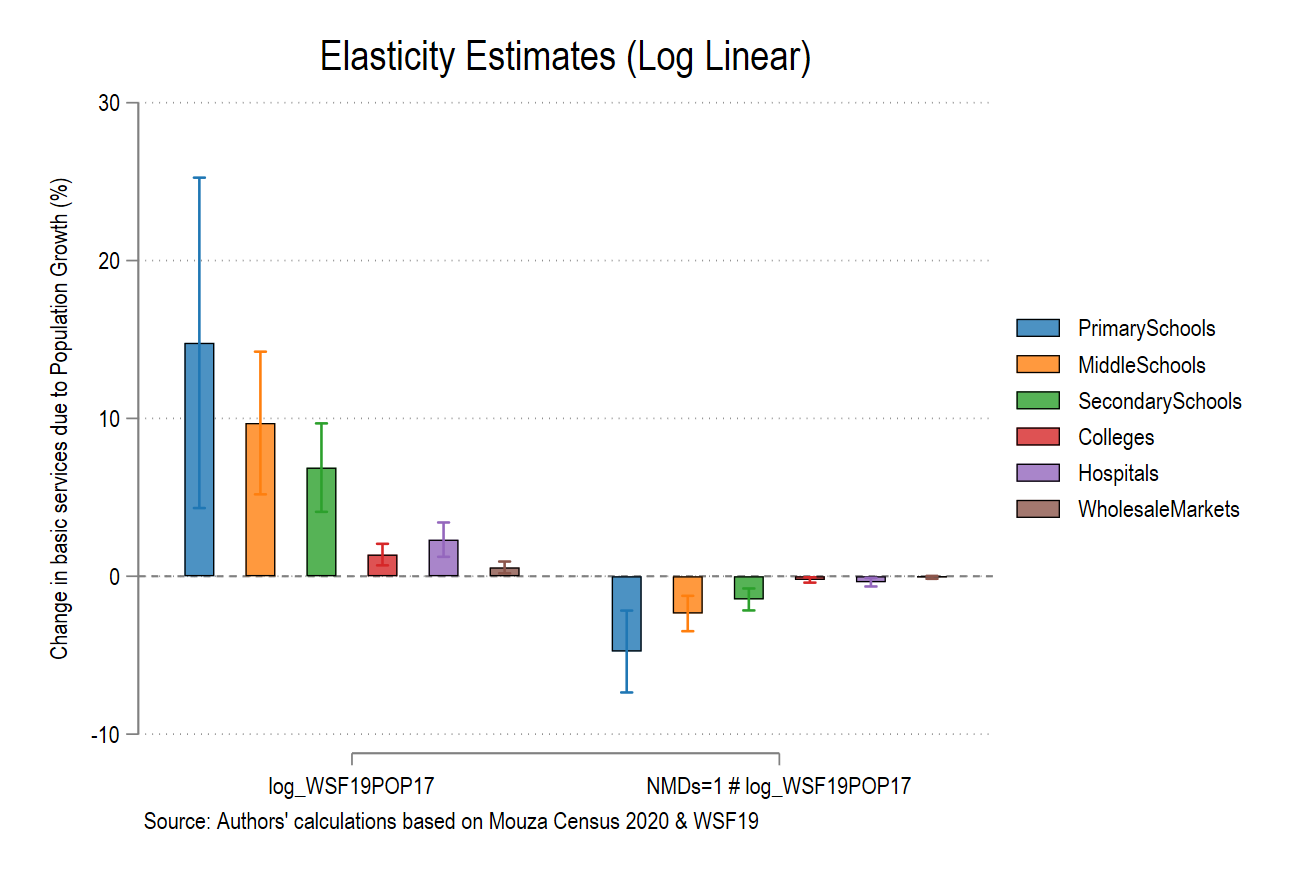 Elasticity Estimates (Log Linear)
Change in basic services due to Population Growth (%)
30
20
10
0
-10
PrimarySchools
MiddleSchools
SecondarySchools
Colleges
Hospitals
WholesaleMarkets
log_WSF19POP17
NMDs=1 # log_WSF19POP17
Source: Authors' calculations based on Mouza Census 2020 & WSF19